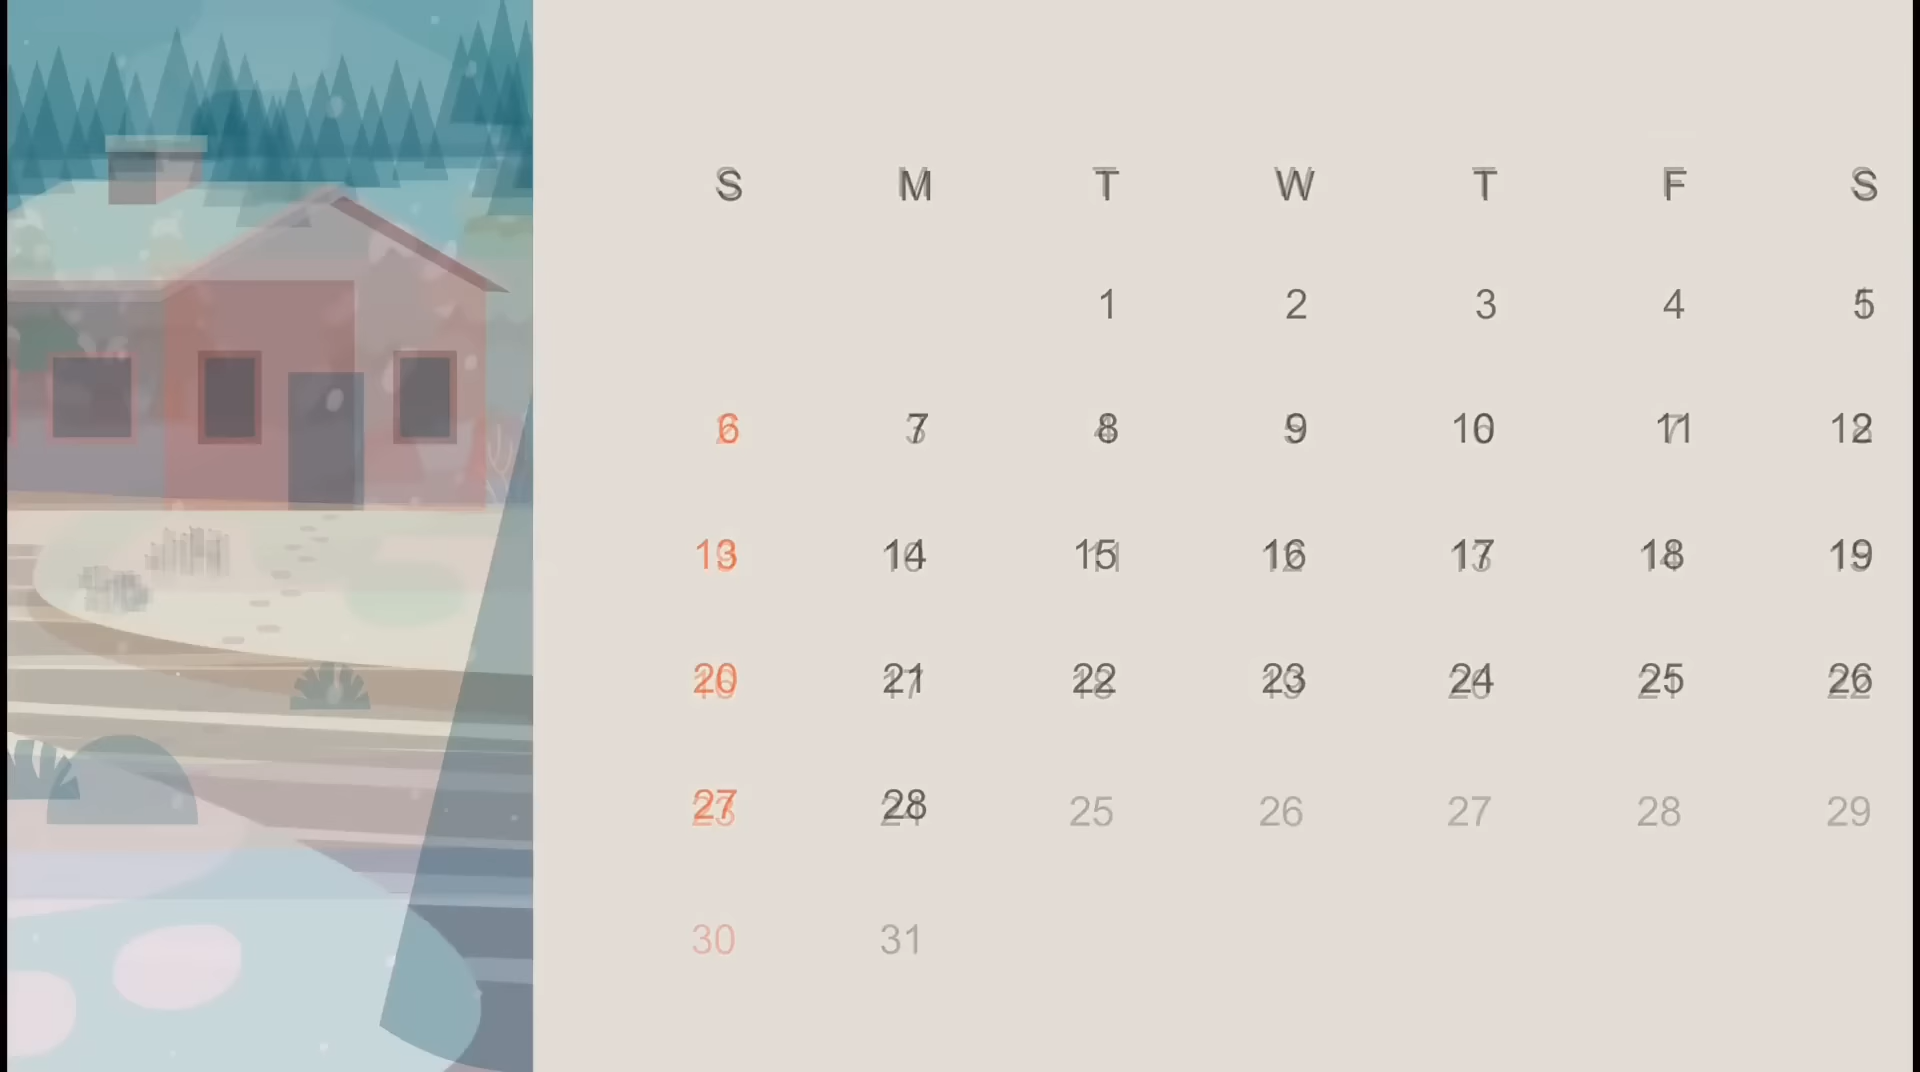 S M T W T F S
1 2 3 4 5
6 7 8 9 10 11 12
13 14 15 16 17 18 19
20 21 22 23 24 25 26
27 28 25 26 27 28 29
30 31